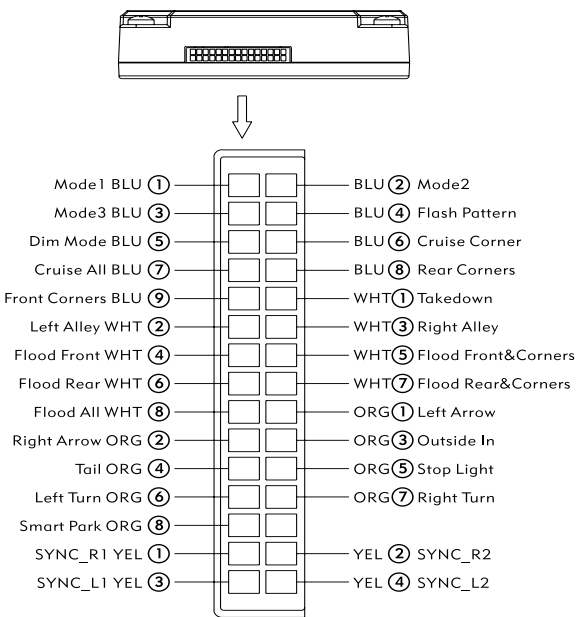 Mode1 BLU ① BLU ② Mode2
Mode3 BLU ③ BLU ④ Flash Pattern
Dim Mode BLU ⑤ BLU ⑥ Cruise Corner
Cruise All BLU ⑦ BLU ⑧ Rear Corners
Front Corners BLU ⑨ WHT ① Takedown
Left Alley WHT ② WHT ③ Right Alley
Flood Front WHT ④ WHT ⑤ Flood Front&Corners
Flood Rear WHT ⑥ WHT ⑦ Flood Rear&Corners
Flood All WHT ⑧ ORG ① Left Arrow
Right Arrow ORG ② ORG ③ Outside In
Tail ORG ④ ORG ⑤ Stop Light
Left Turn ORG ⑥ ORG ⑦ Right Turn
Smart Park ORG ⑧
SYNC_R1 YEL ① YEL ② SYNC_R2
SYNC_L1 YEL ③ YEL ④ SYNC_L2